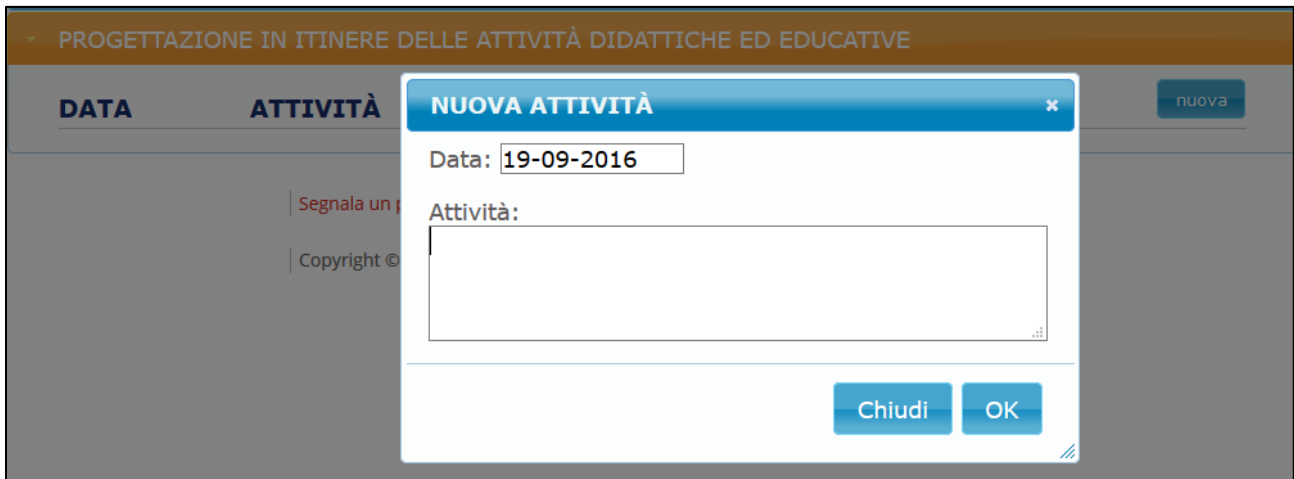 PROGETTAZIONE IN ITINERE DELLE ATTIVITÀ DIDATTICHE ED EDUCATIVE
DATA ATTIVITÀ nuova
NUOVA ATTIVITÀ ×
Data: 19-09-2016
Segnala un
Attività:
Copyright ©
Chiudi OK